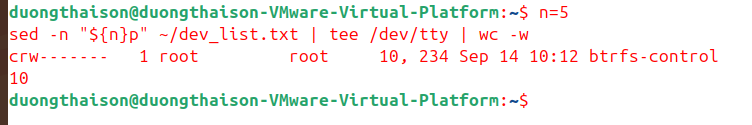 duongthaison@duongthaison-VMware-Virtual-Platform:~$ n=5
sed -n "${n}p" ~/dev_list.txt | tee /dev/tty | wc -w
crw-------   1 root           root      10, 234 Sep 14 10:12 btrfs-control
10
duongthaison@duongthaison-VMware-Virtual-Platform:~$